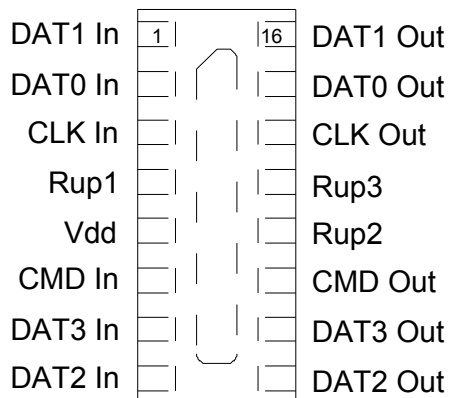 DAT1 In 1 16 DAT1 Out
DAT0 In DAT0 Out
CLK In CLK Out
Rup1 Rup3
Vdd Rup2
CMD In CMD Out
DAT3 In DAT3 Out
DAT2 In DAT2 Out